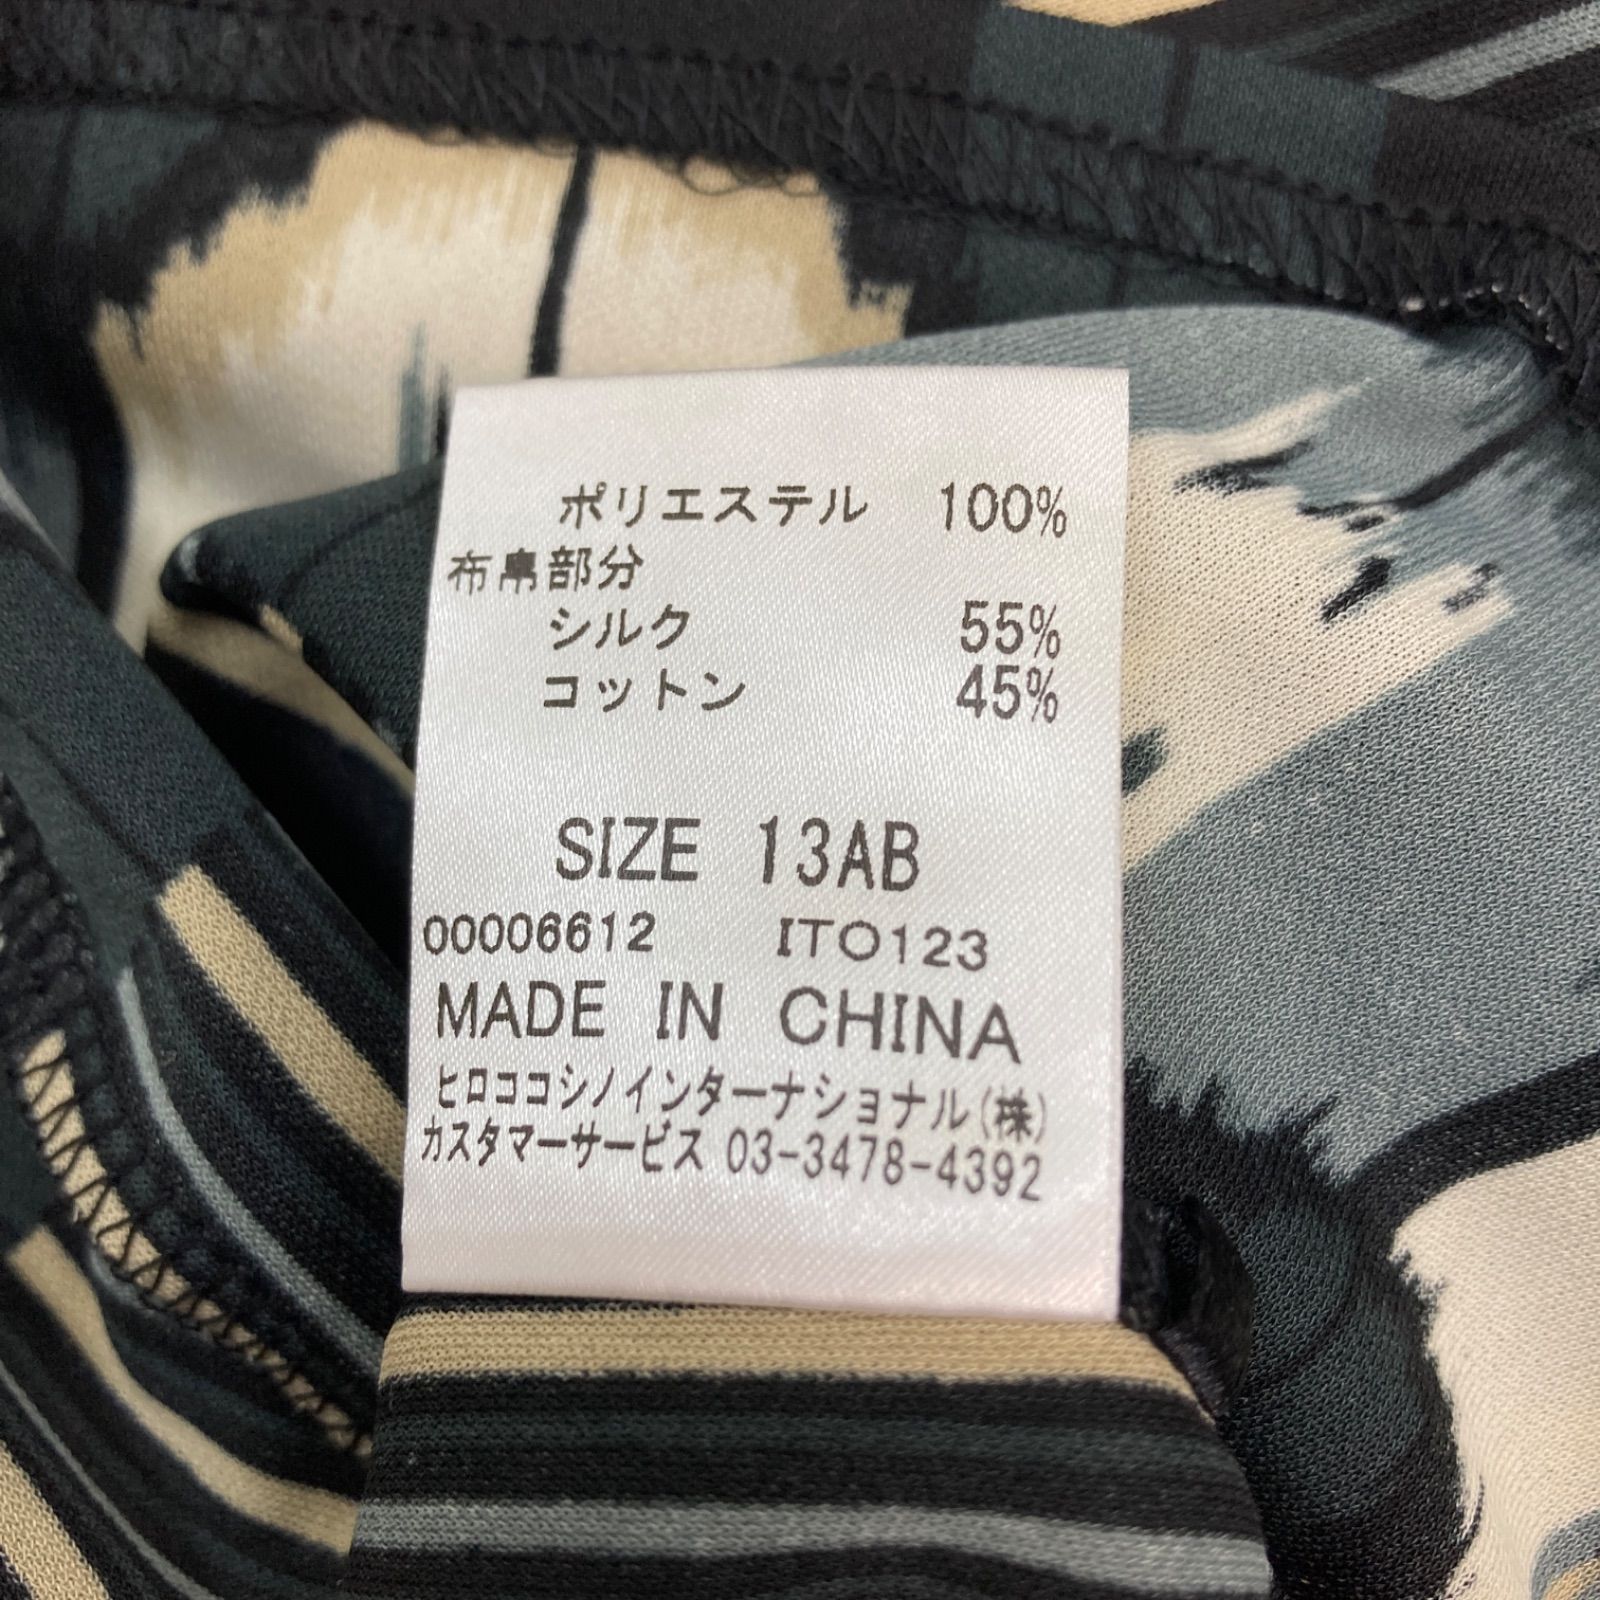 ポリエステル 100%
布帛部分
シルク 55%
コットン 45%
SIZE 13AB
00006612 ITO123
MADE IN CHINA
ヒロココシノインターナショナル(株)
カスタマーサービス 03-3478-4392